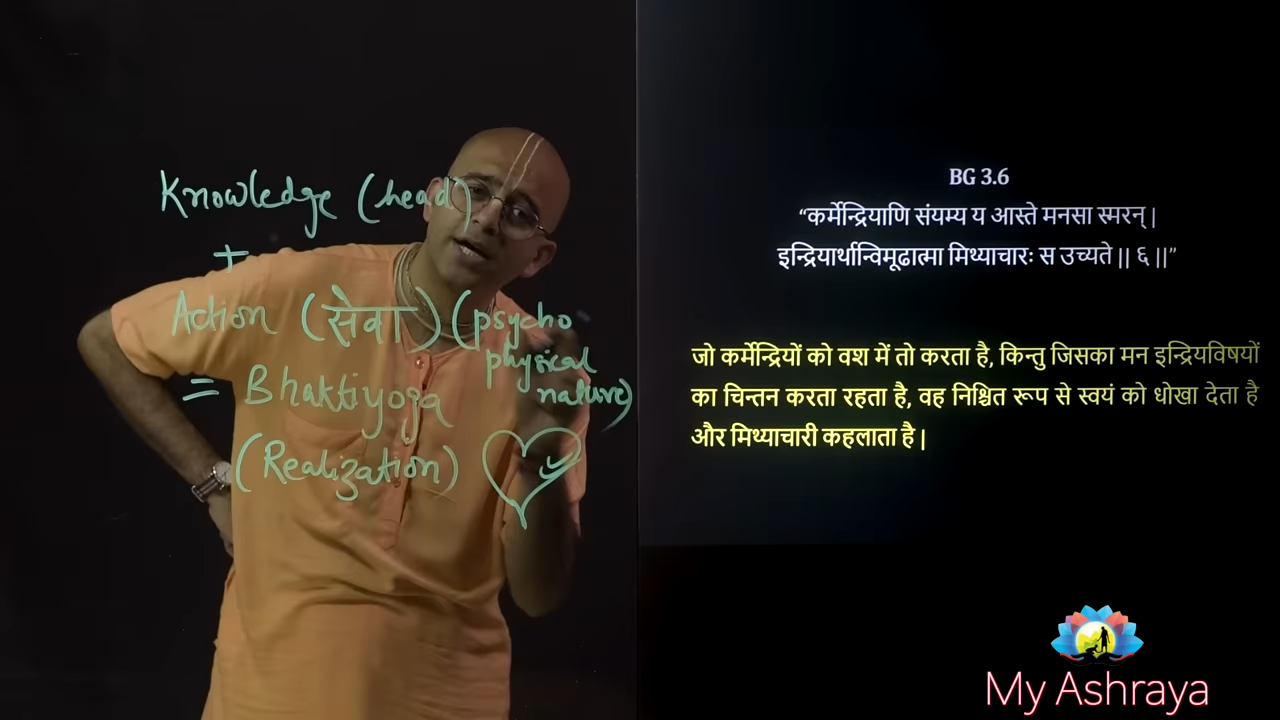 Knowledge (head)
+
Action (सेवा) (psycho
physical
nature)
= Bhaktiyoga
(Realization)
BG 3.6
“कर्मेन्द्रियाणि संयम्य य आस्ते मनसा स्मरन् |
इन्द्रियार्थान्विमूढात्मा मिथ्याचारः स उच्यते || ६ ||”
जो कर्मेन्द्रियों को वश में तो करता है, किन्तु जिसका मन इन्द्रियविषयों
का चिन्तन करता रहता है, वह निश्चित रूप से स्वयं को धोखा देता है
और मिथ्याचारी कहलाता है |
My Ashraya